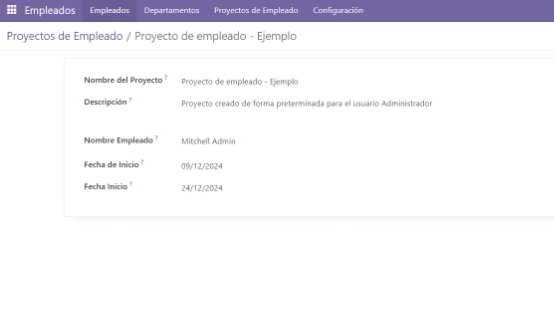 Empleados Empleados Departamentos Proyectos de Empleado Configuración
Proyectos de Empleado / Proyecto de empleado - Ejemplo
Nombre del Proyecto ? Proyecto de empleado - Ejemplo
Descripción ? Proyecto creado de forma preterminada para el usuario Administrador
Nombre Empleado ? Mitchell Admin
Fecha de Inicio ? 09/12/2024
Fecha Inicio ? 24/12/2024